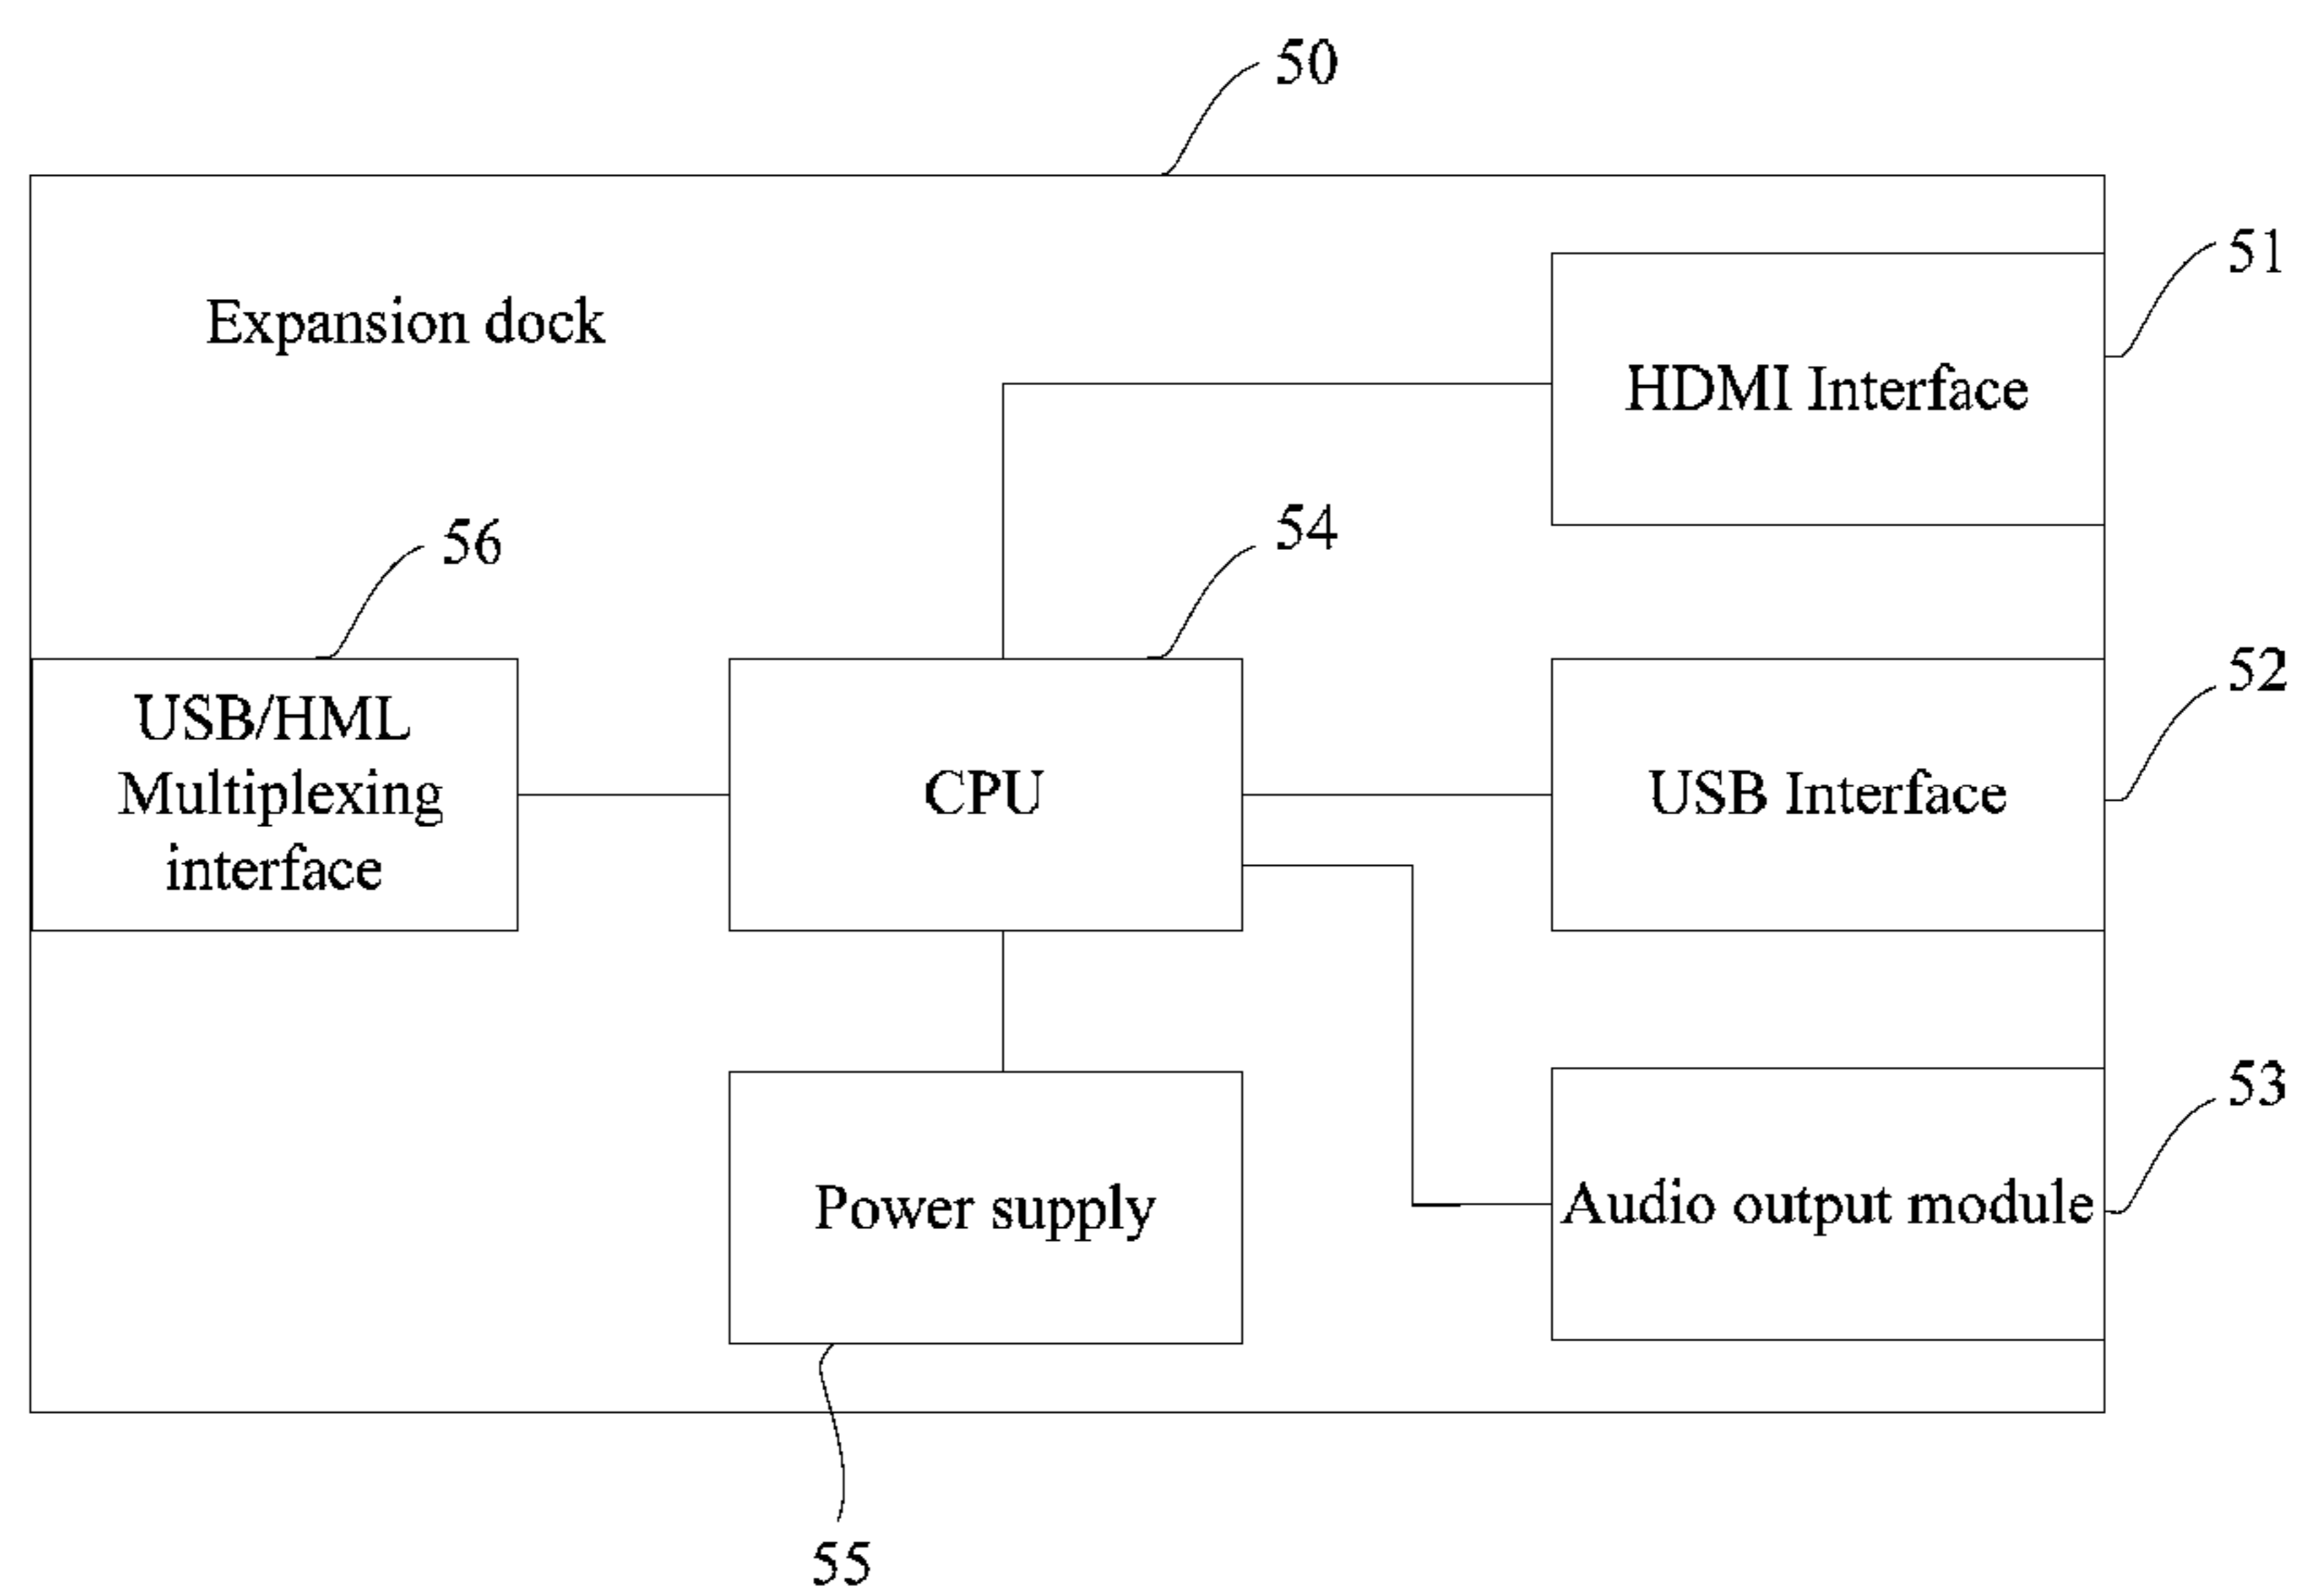 50
51
Expansion dock
HDMI Interface
56
54
52
USB/HML
Multiplexing
interface
CPU
USB Interface
53
Power supply
Audio output module
55